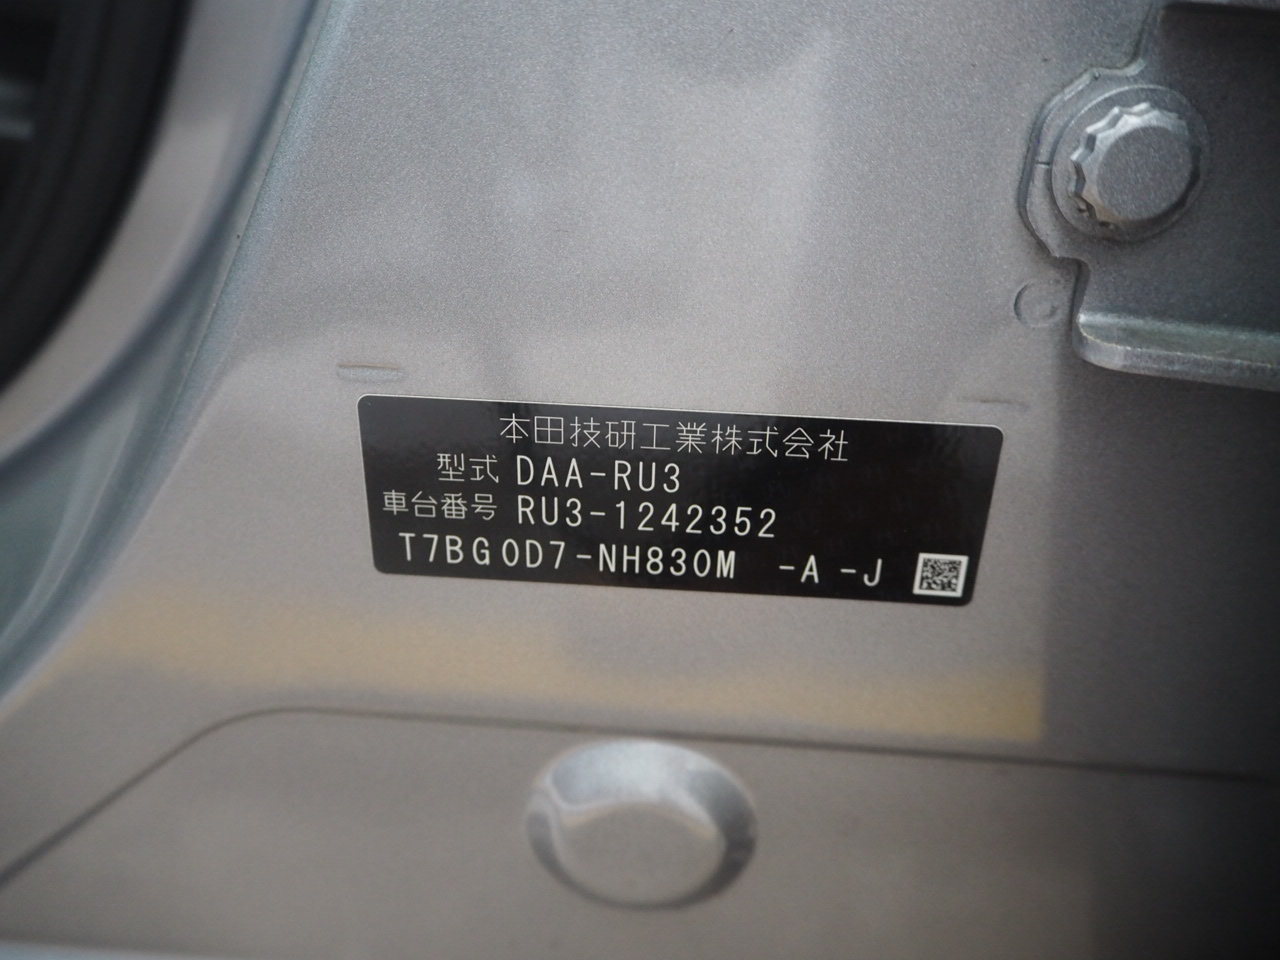 本田技研工業株式会社
型式 DAA-RU3
車台番号 RU3-1242352
T7BG0D7-NH830M -A -J